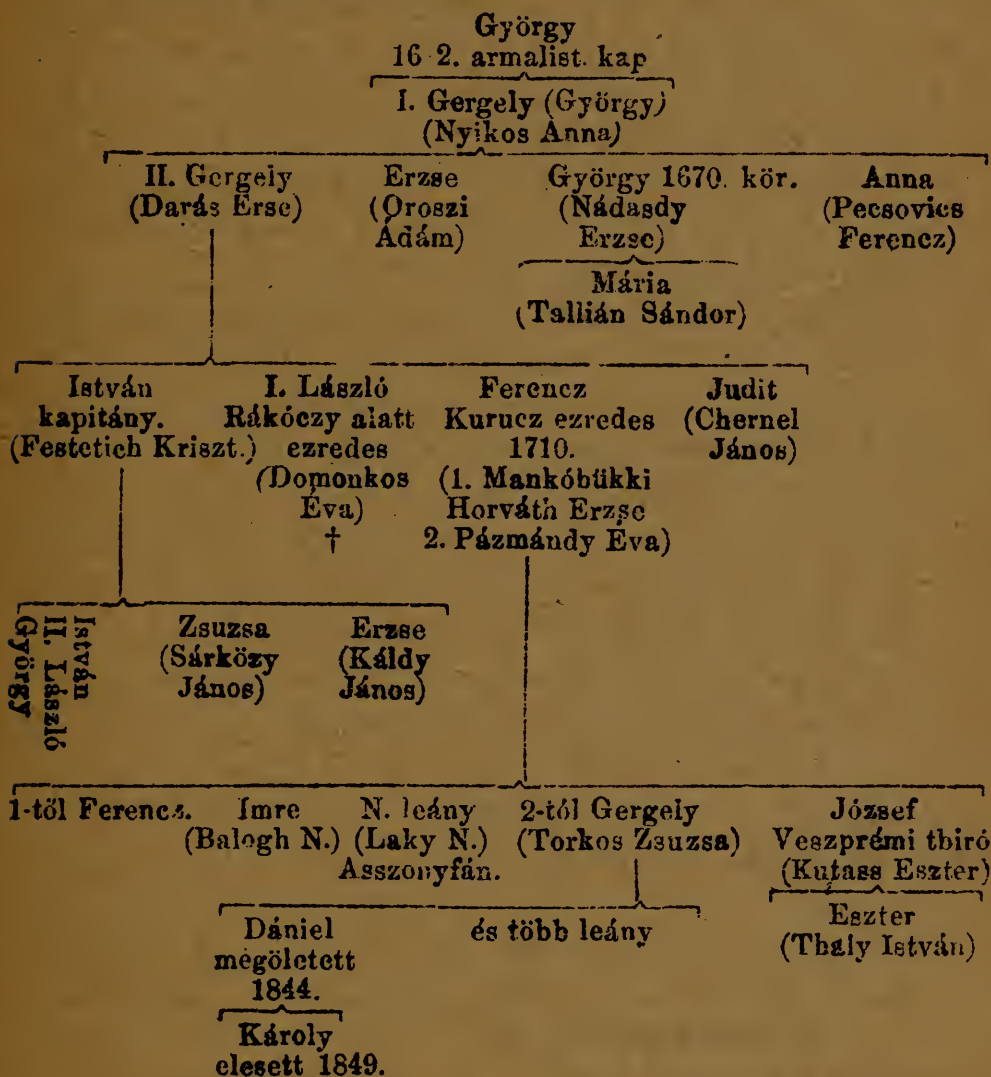 György
16 2. armalist. kap
I. Gergely (György)
(Nyikos Anna)
II. Gergely Erzse György 1670. kör. Anna
(Darás Erse) (Oroszi (Nádasdy (Pecsovics
Ádám) Erzse) Ferencz)
Mária
(Tallián Sándor)
István I. László Ferencz Judit
kapitány. Rákóczy alatt Kurucz ezredes (Chernel
(Festetich Kriszt.) ezredes 1710. János)
(Domonkos (1. Mankóbükki
Éva) Horváth Erzse
† 2. Pázmándy Éva)
István
II. László
György
Zsuzsa Erzse
(Sárközy (Káldy
János) János)
1-től Ferencz. Imre N. leány 2-tól Gergely József
(Balogh N.) (Laky N.) (Torkos Zsuzsa) Veszprémi tbiró
Asszonyfán. (Kutass Eszter)
Dániel és több leány Eszter
megöletett (Thaly István)
1844.
Károly
elesett 1849.